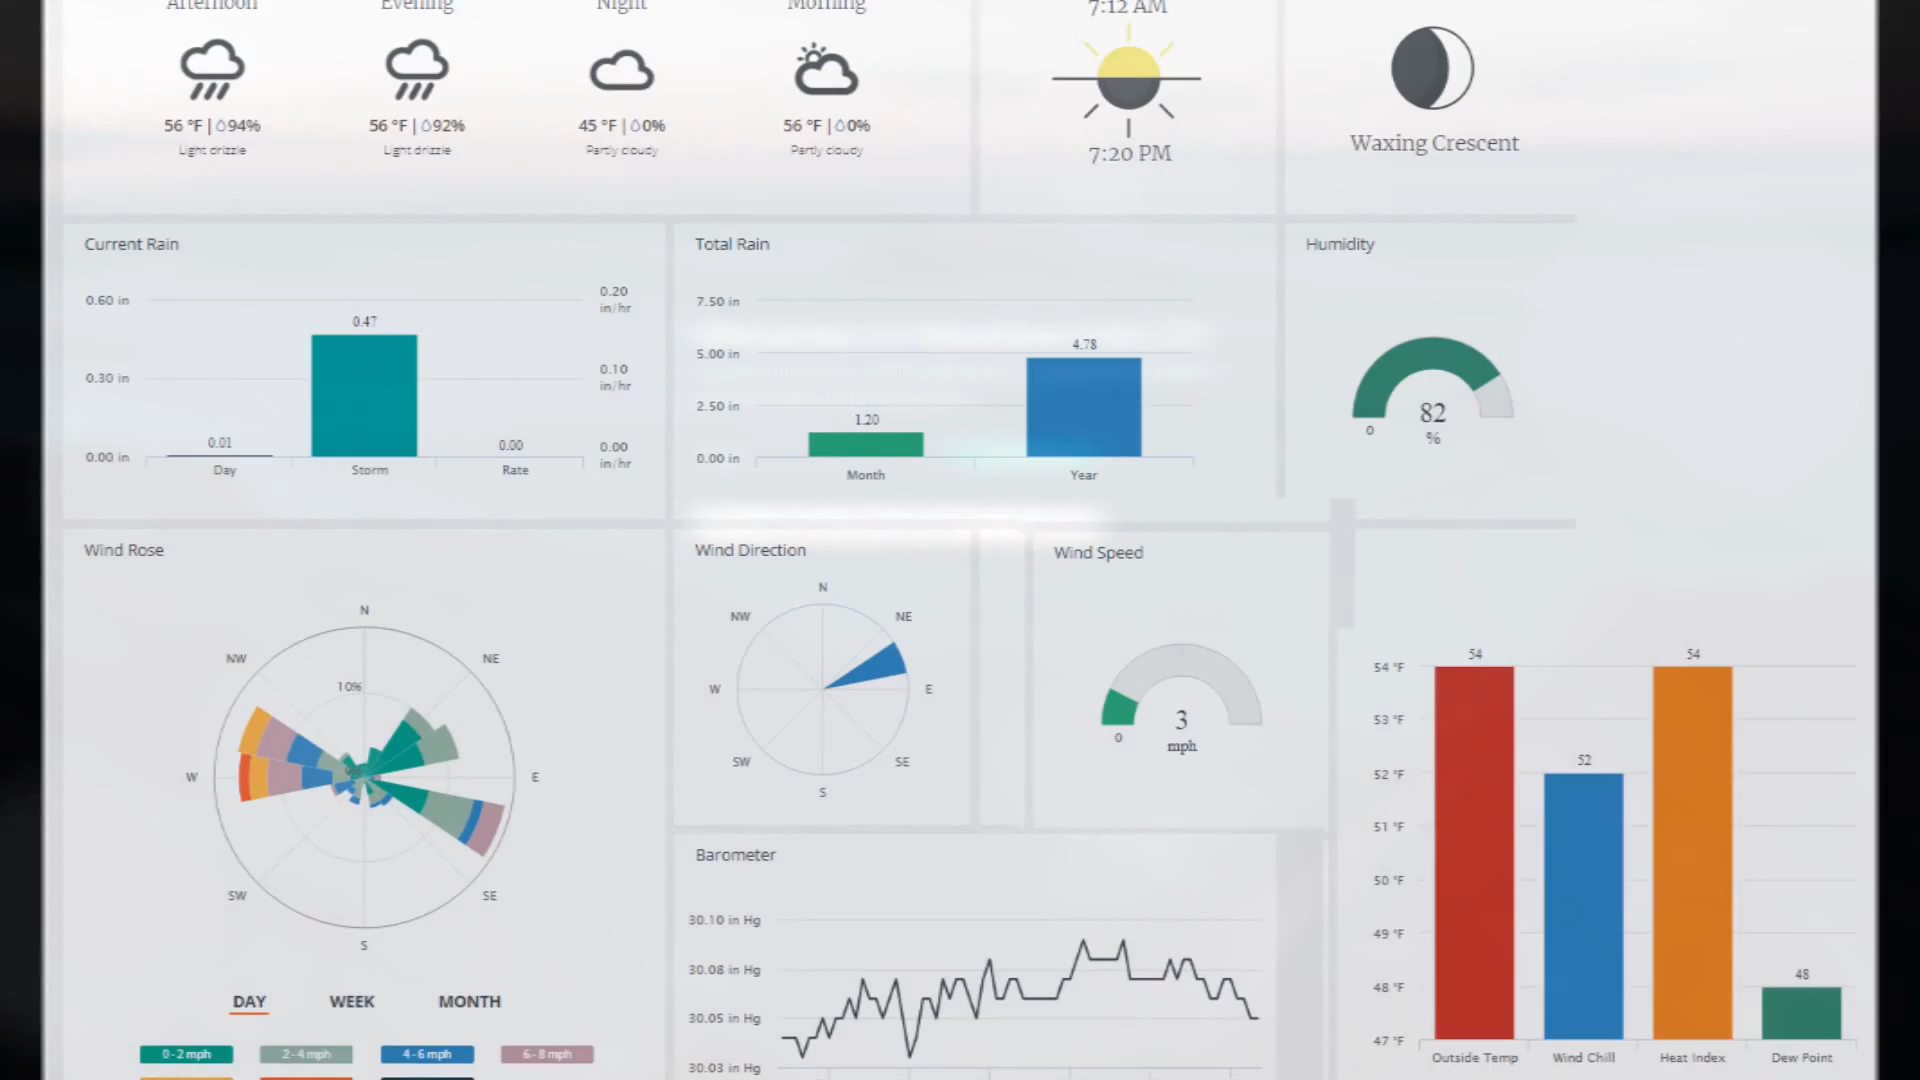 Afternoon Evening Night Morning
7:12 AM
56 °F | 94% 56 °F | 92% 45 °F | 0% 56 °F | 0%
Light drizzle Light drizzle Partly cloudy Partly cloudy
7:20 PM
Waxing Crescent
Current Rain
0.60 in
0.30 in
0.00 in
0.20
in/hr
0.10
in/hr
0.00
in/hr
0.01
0.47
0.00
Day Storm Rate
Total Rain
7.50 in
5.00 in
2.50 in
0.00 in
1.20
4.78
Month Year
Humidity
82
0
%
Wind Rose
N
NW NE
10%
W E
SW SE
S
DAY WEEK MONTH
0 - 2 mph 2 - 4 mph 4 - 6 mph 6 - 8 mph
Wind Direction
N
NW NE
W E
SW SE
S
Wind Speed
3
0
mph
Barometer
30.10 in Hg
30.08 in Hg
30.05 in Hg
30.03 in Hg
54 °F
53 °F
52 °F
51 °F
50 °F
49 °F
48 °F
47 °F
54
52
54
48
Outside Temp Wind Chill Heat Index Dew Point